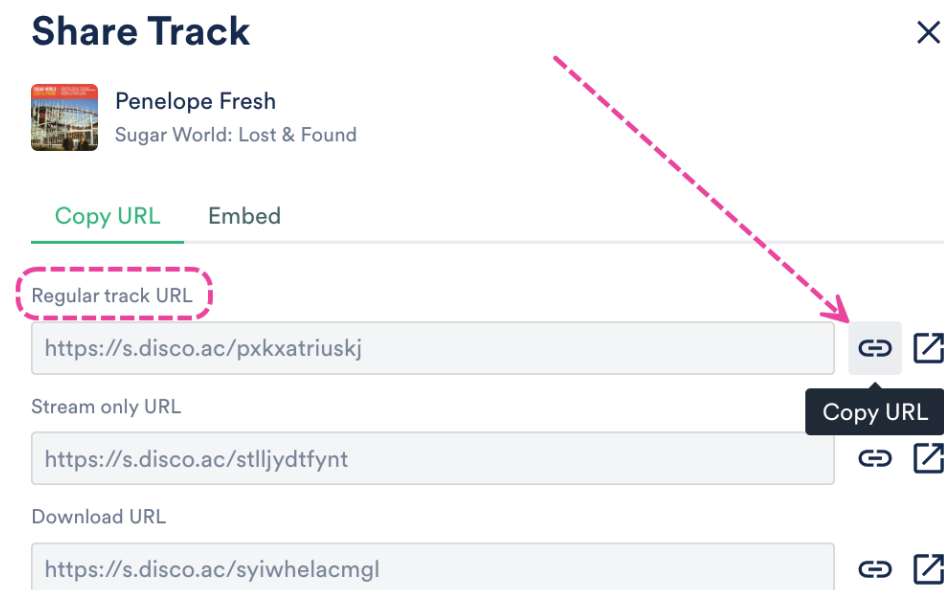 Share Track
Penelope Fresh
Sugar World: Lost & Found
Copy URL
Embed
Regular track URL
https://s.disco.ac/pxkxatriuskj
Copy URL
Stream only URL
https://s.disco.ac/stlljydtfynt
Download URL
https://s.disco.ac/syiwhelacmgl